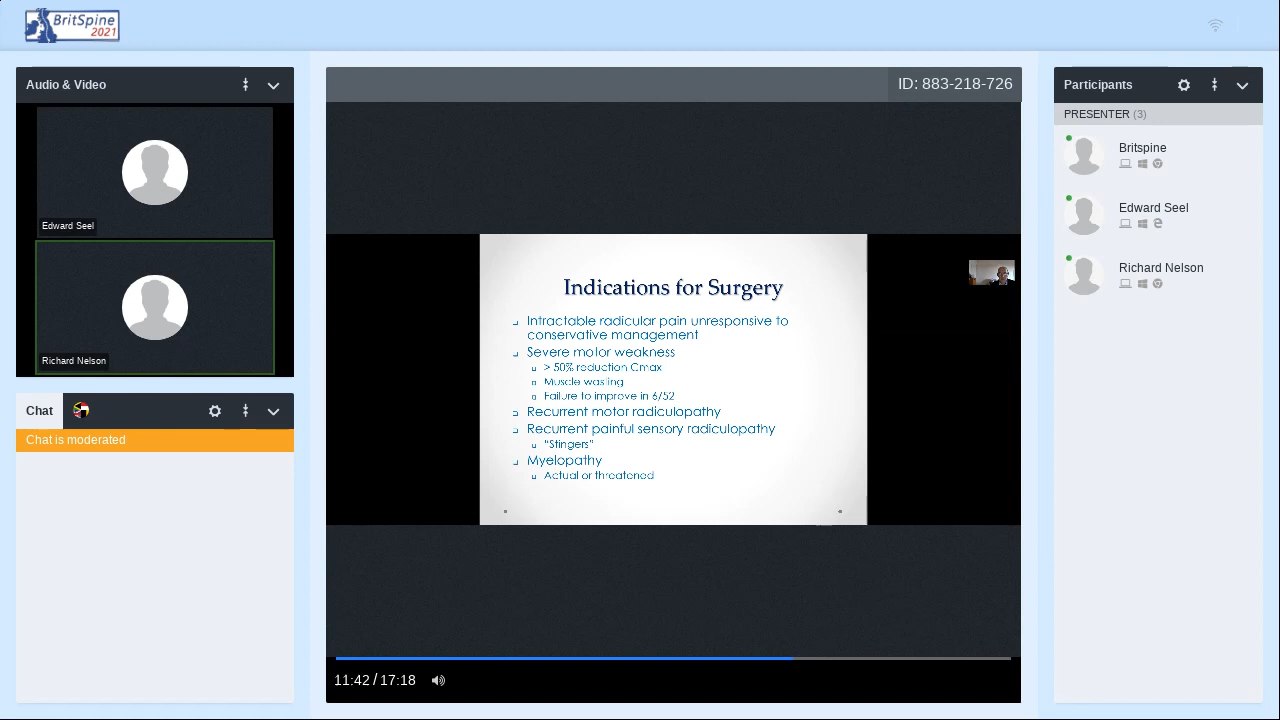 BritSpine
2021
Audio & Video
Edward Seel
Richard Nelson
Chat
Chat is moderated
ID: 883-218-726
Indications for Surgery
Intractable radicular pain unresponsive to
conservative management
Severe motor weakness
> 50% reduction Cmax
Muscle wasting
Failure to improve in 6/52
Recurrent motor radiculopathy
Recurrent painful sensory radiculopathy
"Stingers"
Myelopathy
Actual or threatened
11:42 / 17:18
Participants
PRESENTER (3)
Britspine
Edward Seel
Richard Nelson